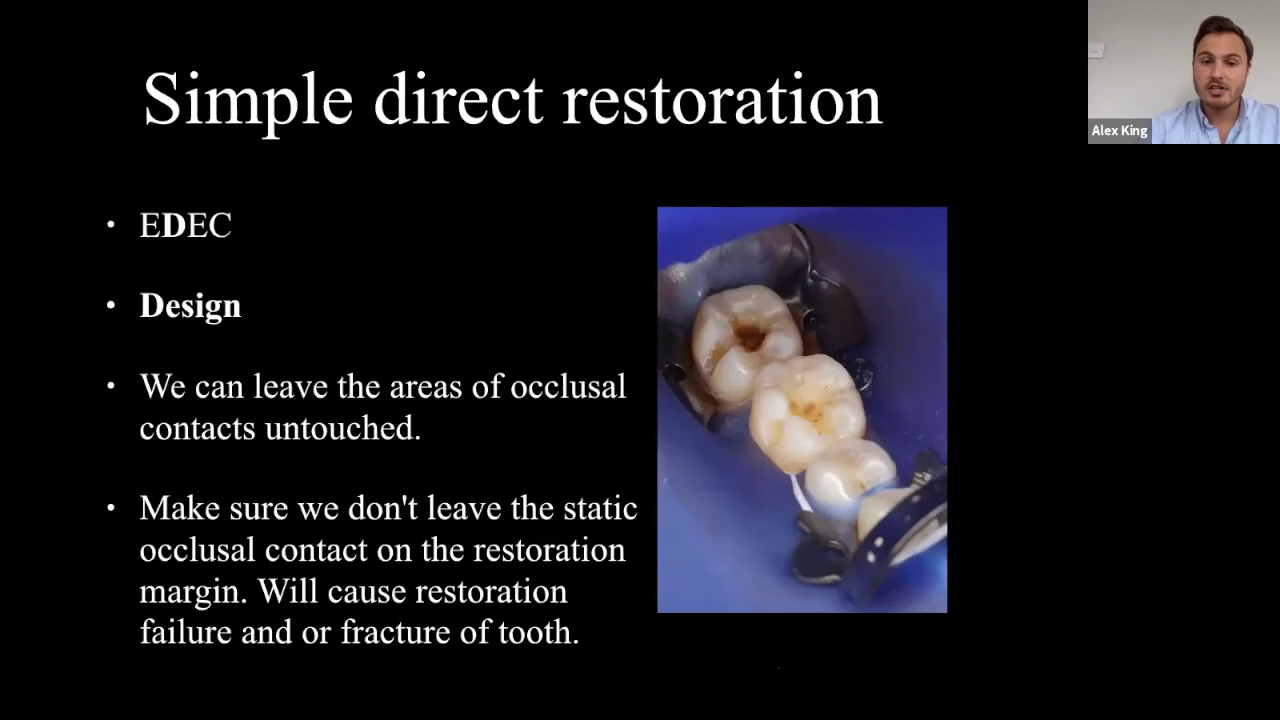 Simple direct restoration
Alex King
• EDEC
• Design
• We can leave the areas of occlusal
contacts untouched.
• Make sure we don't leave the static
occlusal contact on the restoration
margin. Will cause restoration
failure and or fracture of tooth.